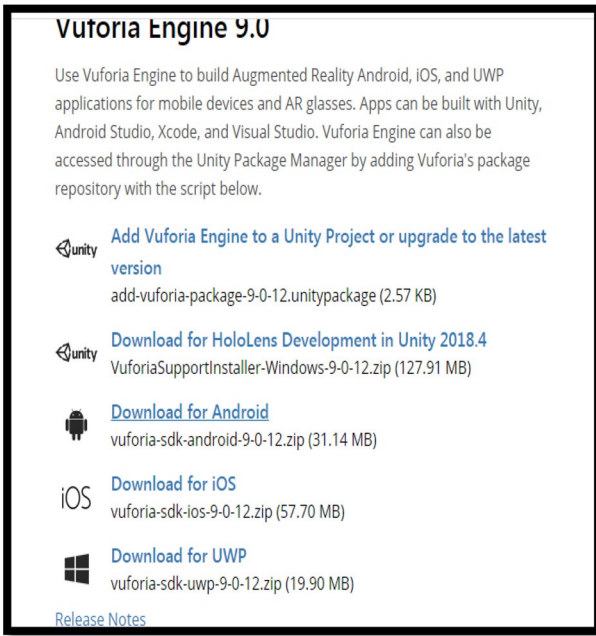 Vuforia Engine 9.0
Use Vuforia Engine to build Augmented Reality Android, iOS, and UWP
applications for mobile devices and AR glasses. Apps can be built with Unity,
Android Studio, Xcode, and Visual Studio. Vuforia Engine can also be
accessed through the Unity Package Manager by adding Vuforia's package
repository with the script below.
unity
Add Vuforia Engine to a Unity Project or upgrade to the latest
version
add-vuforia-package-9-0-12.unitypackage (2.57 KB)
unity
Download for HoloLens Development in Unity 2018.4
VuforiaSupportInstaller-Windows-9-0-12.zip (127.91 MB)
Download for Android
vuforia-sdk-android-9-0-12.zip (31.14 MB)
iOS
Download for iOS
vuforia-sdk-ios-9-0-12.zip (57.70 MB)
Download for UWP
vuforia-sdk-uwp-9-0-12.zip (19.90 MB)
Release Notes